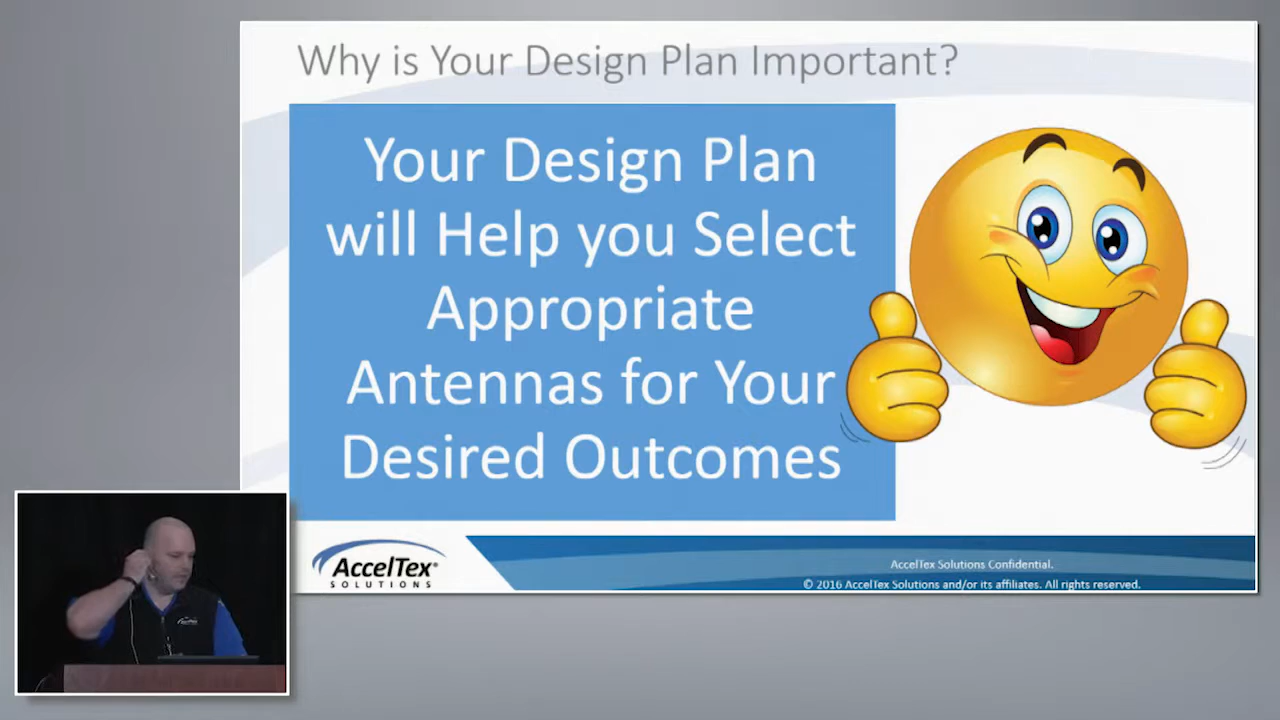 Why is Your Design Plan Important?
Your Design Plan
will Help you Select
Appropriate
Antennas for Your
Desired Outcomes
AccelTex®
SOLUTIONS
AccelTex Solutions Confidential.
© 2016 AccelTex Solutions and/or its affiliates. All rights reserved.
AccelTex